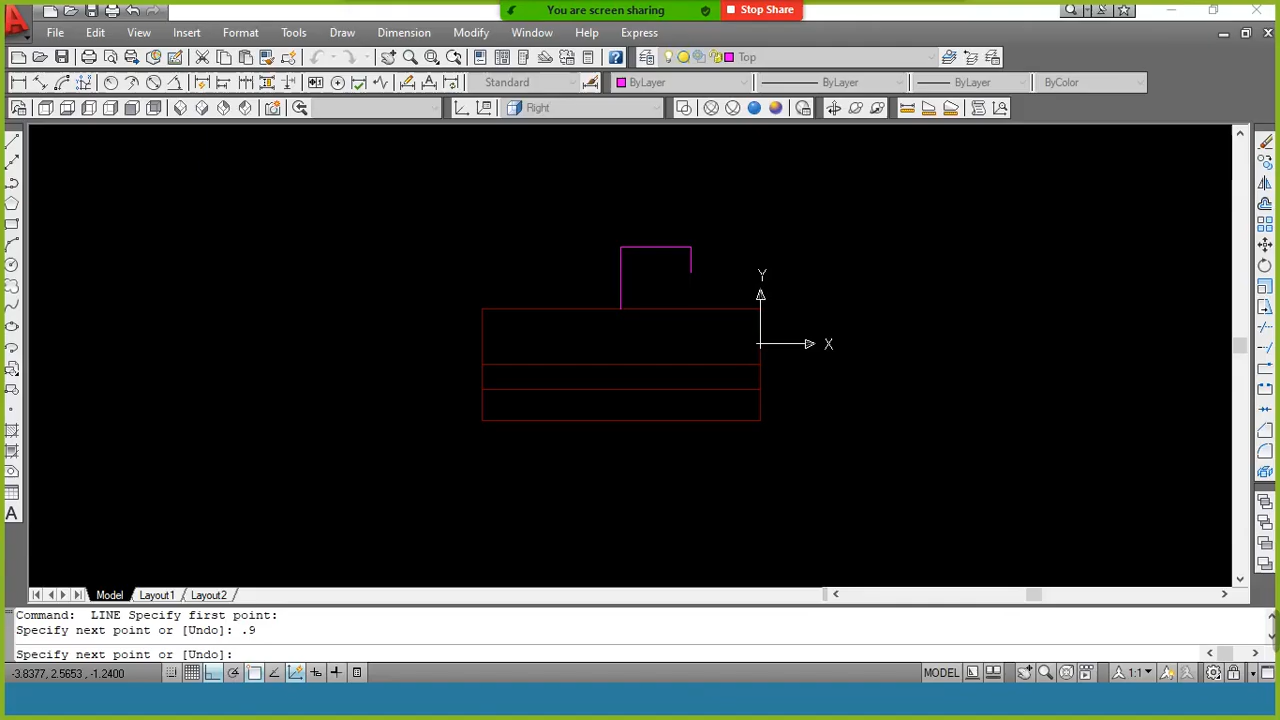 You are screen sharing
Stop Share
File Edit View Insert Format Tools Draw Dimension Modify Window Help Express
Top
Standard ByLayer ByLayer ByLayer ByColor
Right
Y
X
Model Layout1 Layout2
Command: LINE Specify first point:
Specify next point or [Undo]: .9
Specify next point or [Undo]:
-3.8377, 2.5653, -1.2400 MODEL 1:1